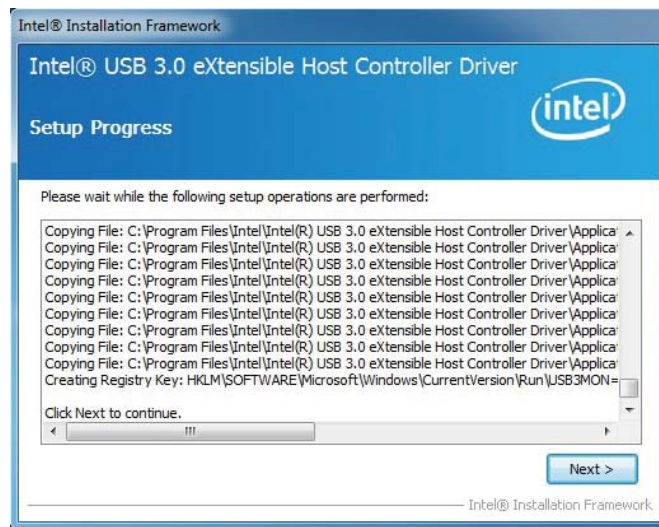 Intel® Installation Framework
Intel® USB 3.0 eXtensible Host Controller Driver
intel
Setup Progress
Please wait while the following setup operations are performed:
Copying File: C:\Program Files\Intel\Intel(R) USB 3.0 eXtensible Host Controller Driver\Applica
Copying File: C:\Program Files\Intel\Intel(R) USB 3.0 eXtensible Host Controller Driver\Applica
Copying File: C:\Program Files\Intel\Intel(R) USB 3.0 eXtensible Host Controller Driver\Applica
Copying File: C:\Program Files\Intel\Intel(R) USB 3.0 eXtensible Host Controller Driver\Applica
Copying File: C:\Program Files\Intel\Intel(R) USB 3.0 eXtensible Host Controller Driver\Applica
Copying File: C:\Program Files\Intel\Intel(R) USB 3.0 eXtensible Host Controller Driver\Applica
Copying File: C:\Program Files\Intel\Intel(R) USB 3.0 eXtensible Host Controller Driver\Applica
Copying File: C:\Program Files\Intel\Intel(R) USB 3.0 eXtensible Host Controller Driver\Applica
Copying File: C:\Program Files\Intel\Intel(R) USB 3.0 eXtensible Host Controller Driver\Applica
Creating Registry Key: HKLM\SOFTWARE\Microsoft\Windows\CurrentVersion\Run\USB3MON=
Click Next to continue.
Next >
Intel® Installation Framework